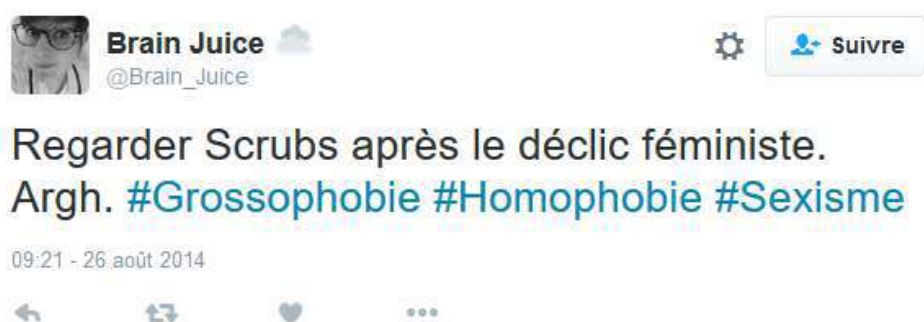 Brain Juice
@Brain_Juice
Suivre
Regarder Scrubs après le déclic féministe.
Argh. #Grossophobie #Homophobie #Sexisme
09:21 - 26 août 2014